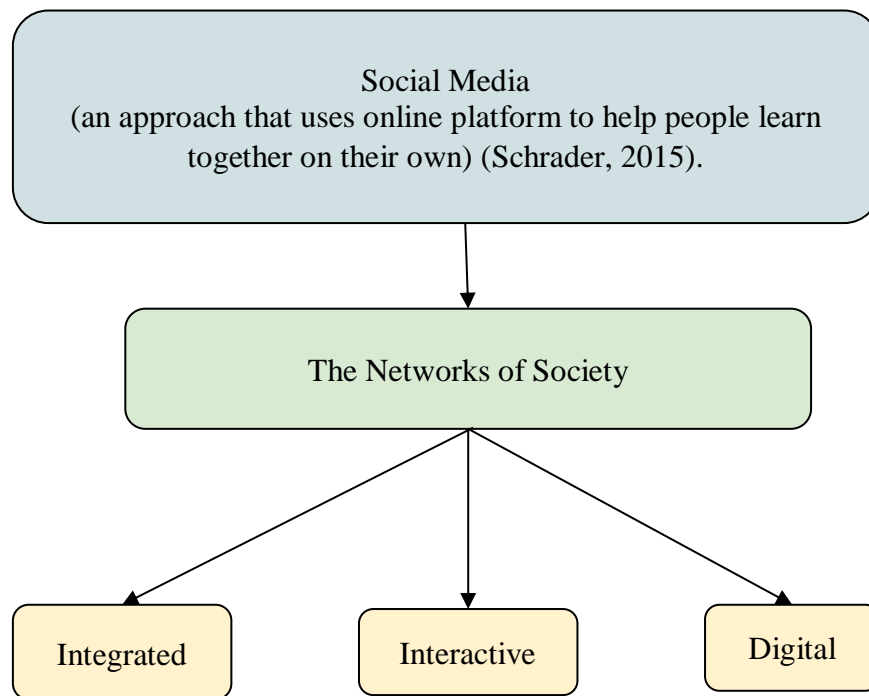 Social Media
(an approach that uses online platform to help people learn
together on their own) (Schrader, 2015).
The Networks of Society
Integrated
Interactive
Digital